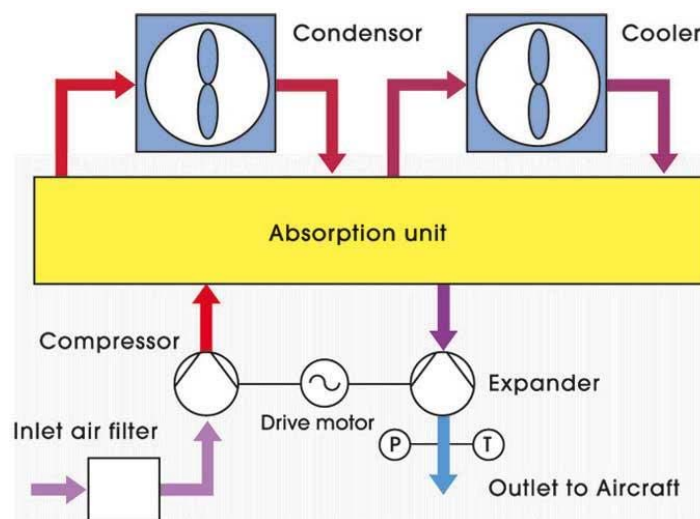 Condensor
Cooler
Absorption unit
Compressor
Expander
Drive motor
Inlet air filter
P
T
Outlet to Aircraft